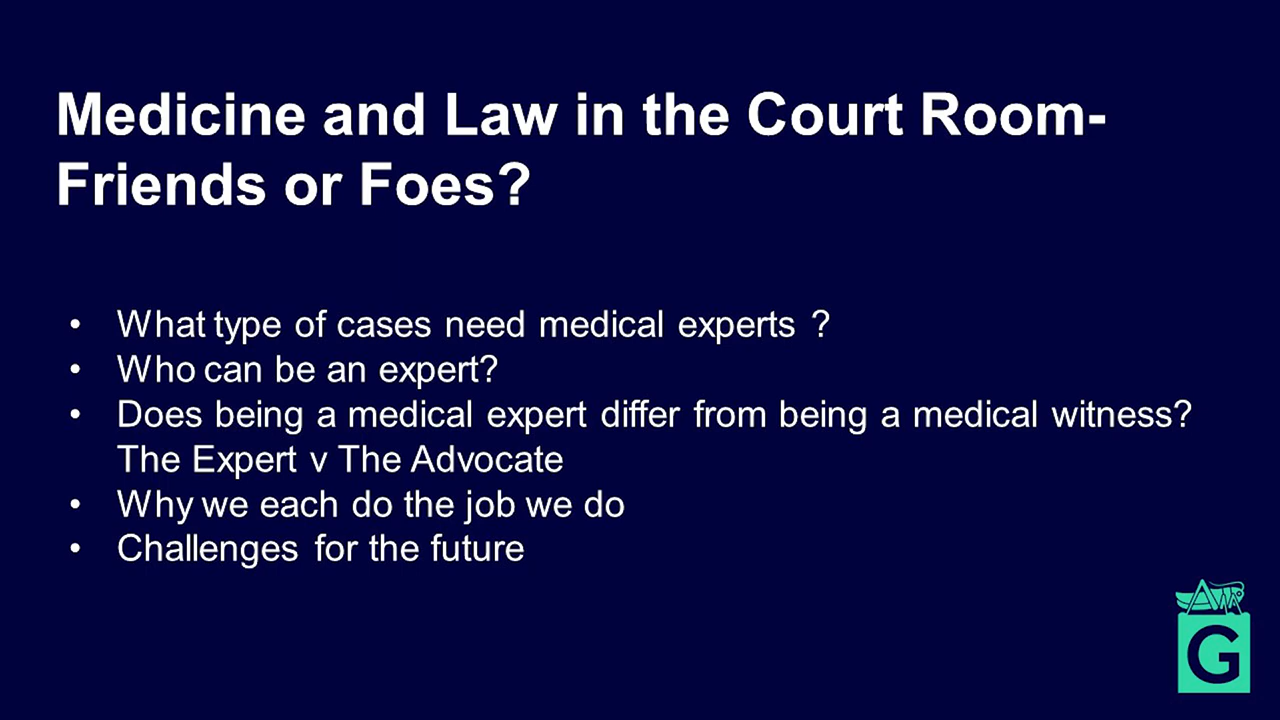 Medicine and Law in the Court Room-
Friends or Foes?
• What type of cases need medical experts ?
• Who can be an expert?
• Does being a medical expert differ from being a medical witness?
The Expert v The Advocate
• Why we each do the job we do
• Challenges for the future
G